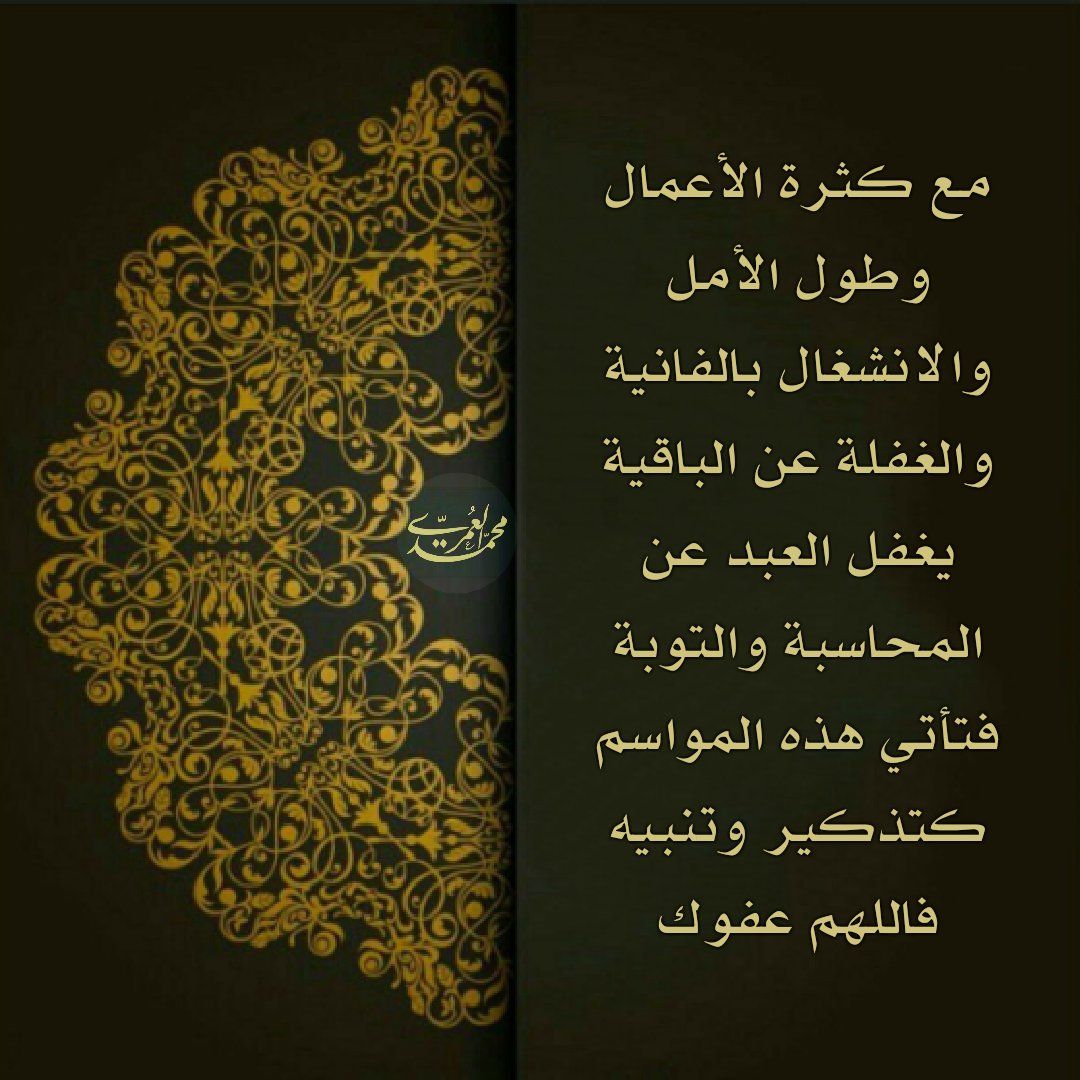 مع كثرة الأعمال
وطول الأمل
والانشغال بالفانية
والغفلة عن الباقية
يغفل العبد عن
المحاسبة والتوبة
فتأتي هذه المواسم
كتذكير وتنبيه
فاللهم عفوك
محمد العمري